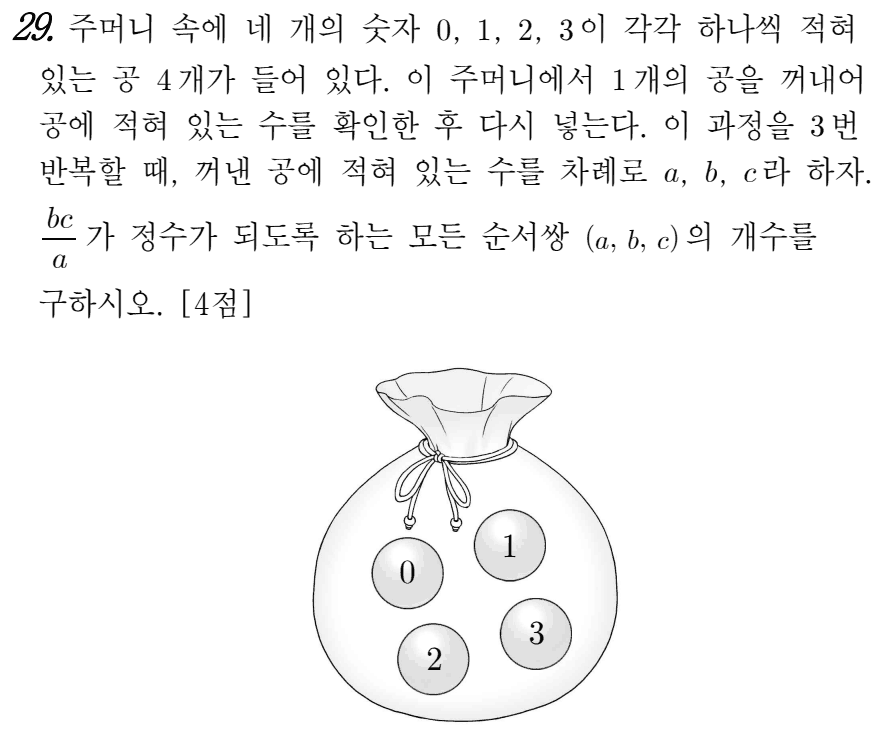 29. 주머니 속에 네 개의 숫자 0, 1, 2, 3이 각각 하나씩 적혀
있는 공 4개가 들어 있다. 이 주머니에서 1개의 공을 꺼내어
공에 적혀 있는 수를 확인한 후 다시 넣는다. 이 과정을 3번
반복할 때, 꺼낸 공에 적혀 있는 수를 차례로 a, b, c라 하자.
bc/a 가 정수가 되도록 하는 모든 순서쌍 (a, b, c)의 개수를
구하시오. [4점]
1
0
3
2